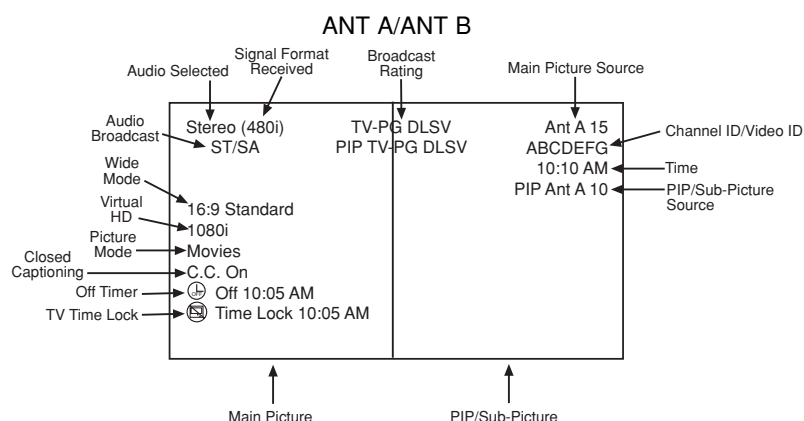 ANT A/ANT B
Audio Selected
Signal Format
Received
Broadcast
Rating
Main Picture Source
Audio
Broadcast
Stereo (480i)
ST/SA
TV-PG DLSV
PIP TV-PG DLSV
Ant A 15
ABCDEFG
10:10 AM
PIP Ant A 10
Channel ID/Video ID
Time
PIP/Sub-Picture
Source
Wide
Mode
16:9 Standard
Virtual
HD
1080i
Picture
Mode
Movies
Closed
Captioning
C.C. On
Off Timer
OFF
Off 10:05 AM
TV Time Lock
Time Lock 10:05 AM
Main Picture
PIP/Sub-Picture